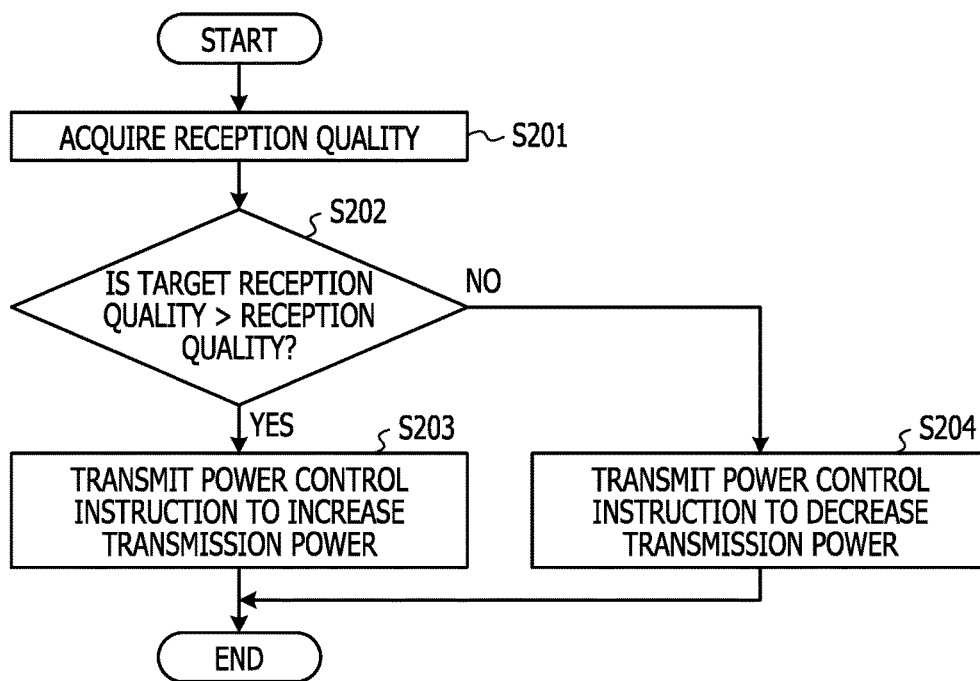 START
ACQUIRE RECEPTION QUALITY
S201
S202
IS TARGET RECEPTION
QUALITY > RECEPTION
QUALITY?
NO
YES
S203
TRANSMIT POWER CONTROL
INSTRUCTION TO INCREASE
TRANSMISSION POWER
S204
TRANSMIT POWER CONTROL
INSTRUCTION TO DECREASE
TRANSMISSION POWER
END